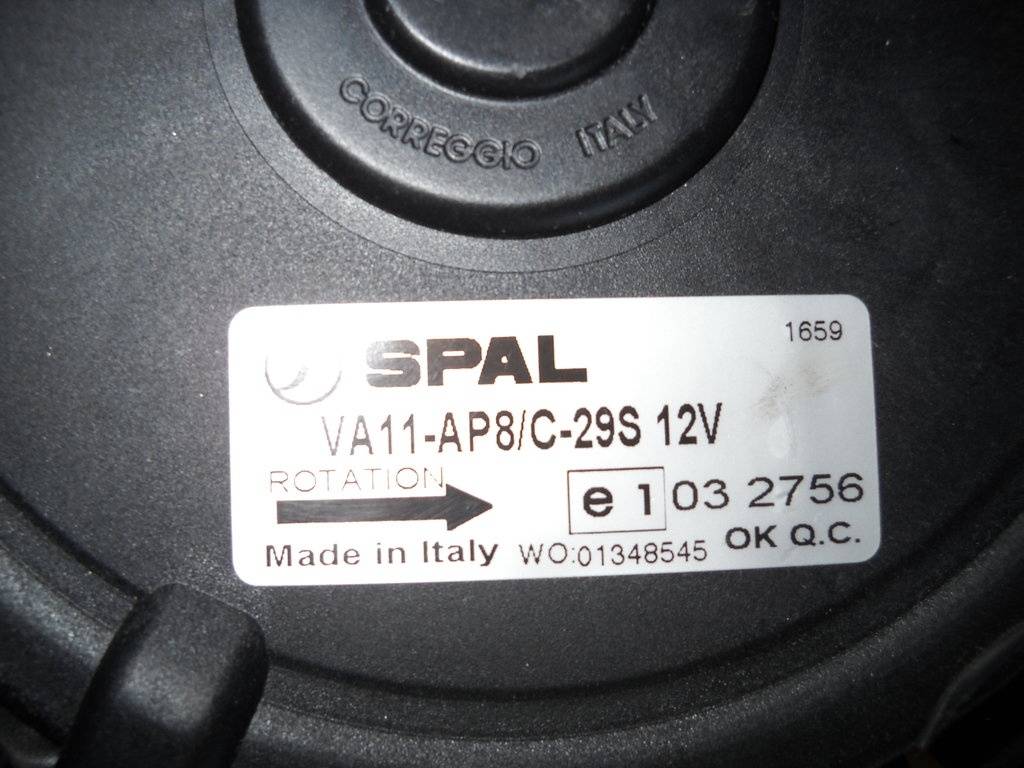 CORREGGIO ITALY
SPAL
1659
VA11-AP8/C-29S 12V
ROTATION
e 1 03 2756
Made in Italy WO:01348545 OK Q.C.